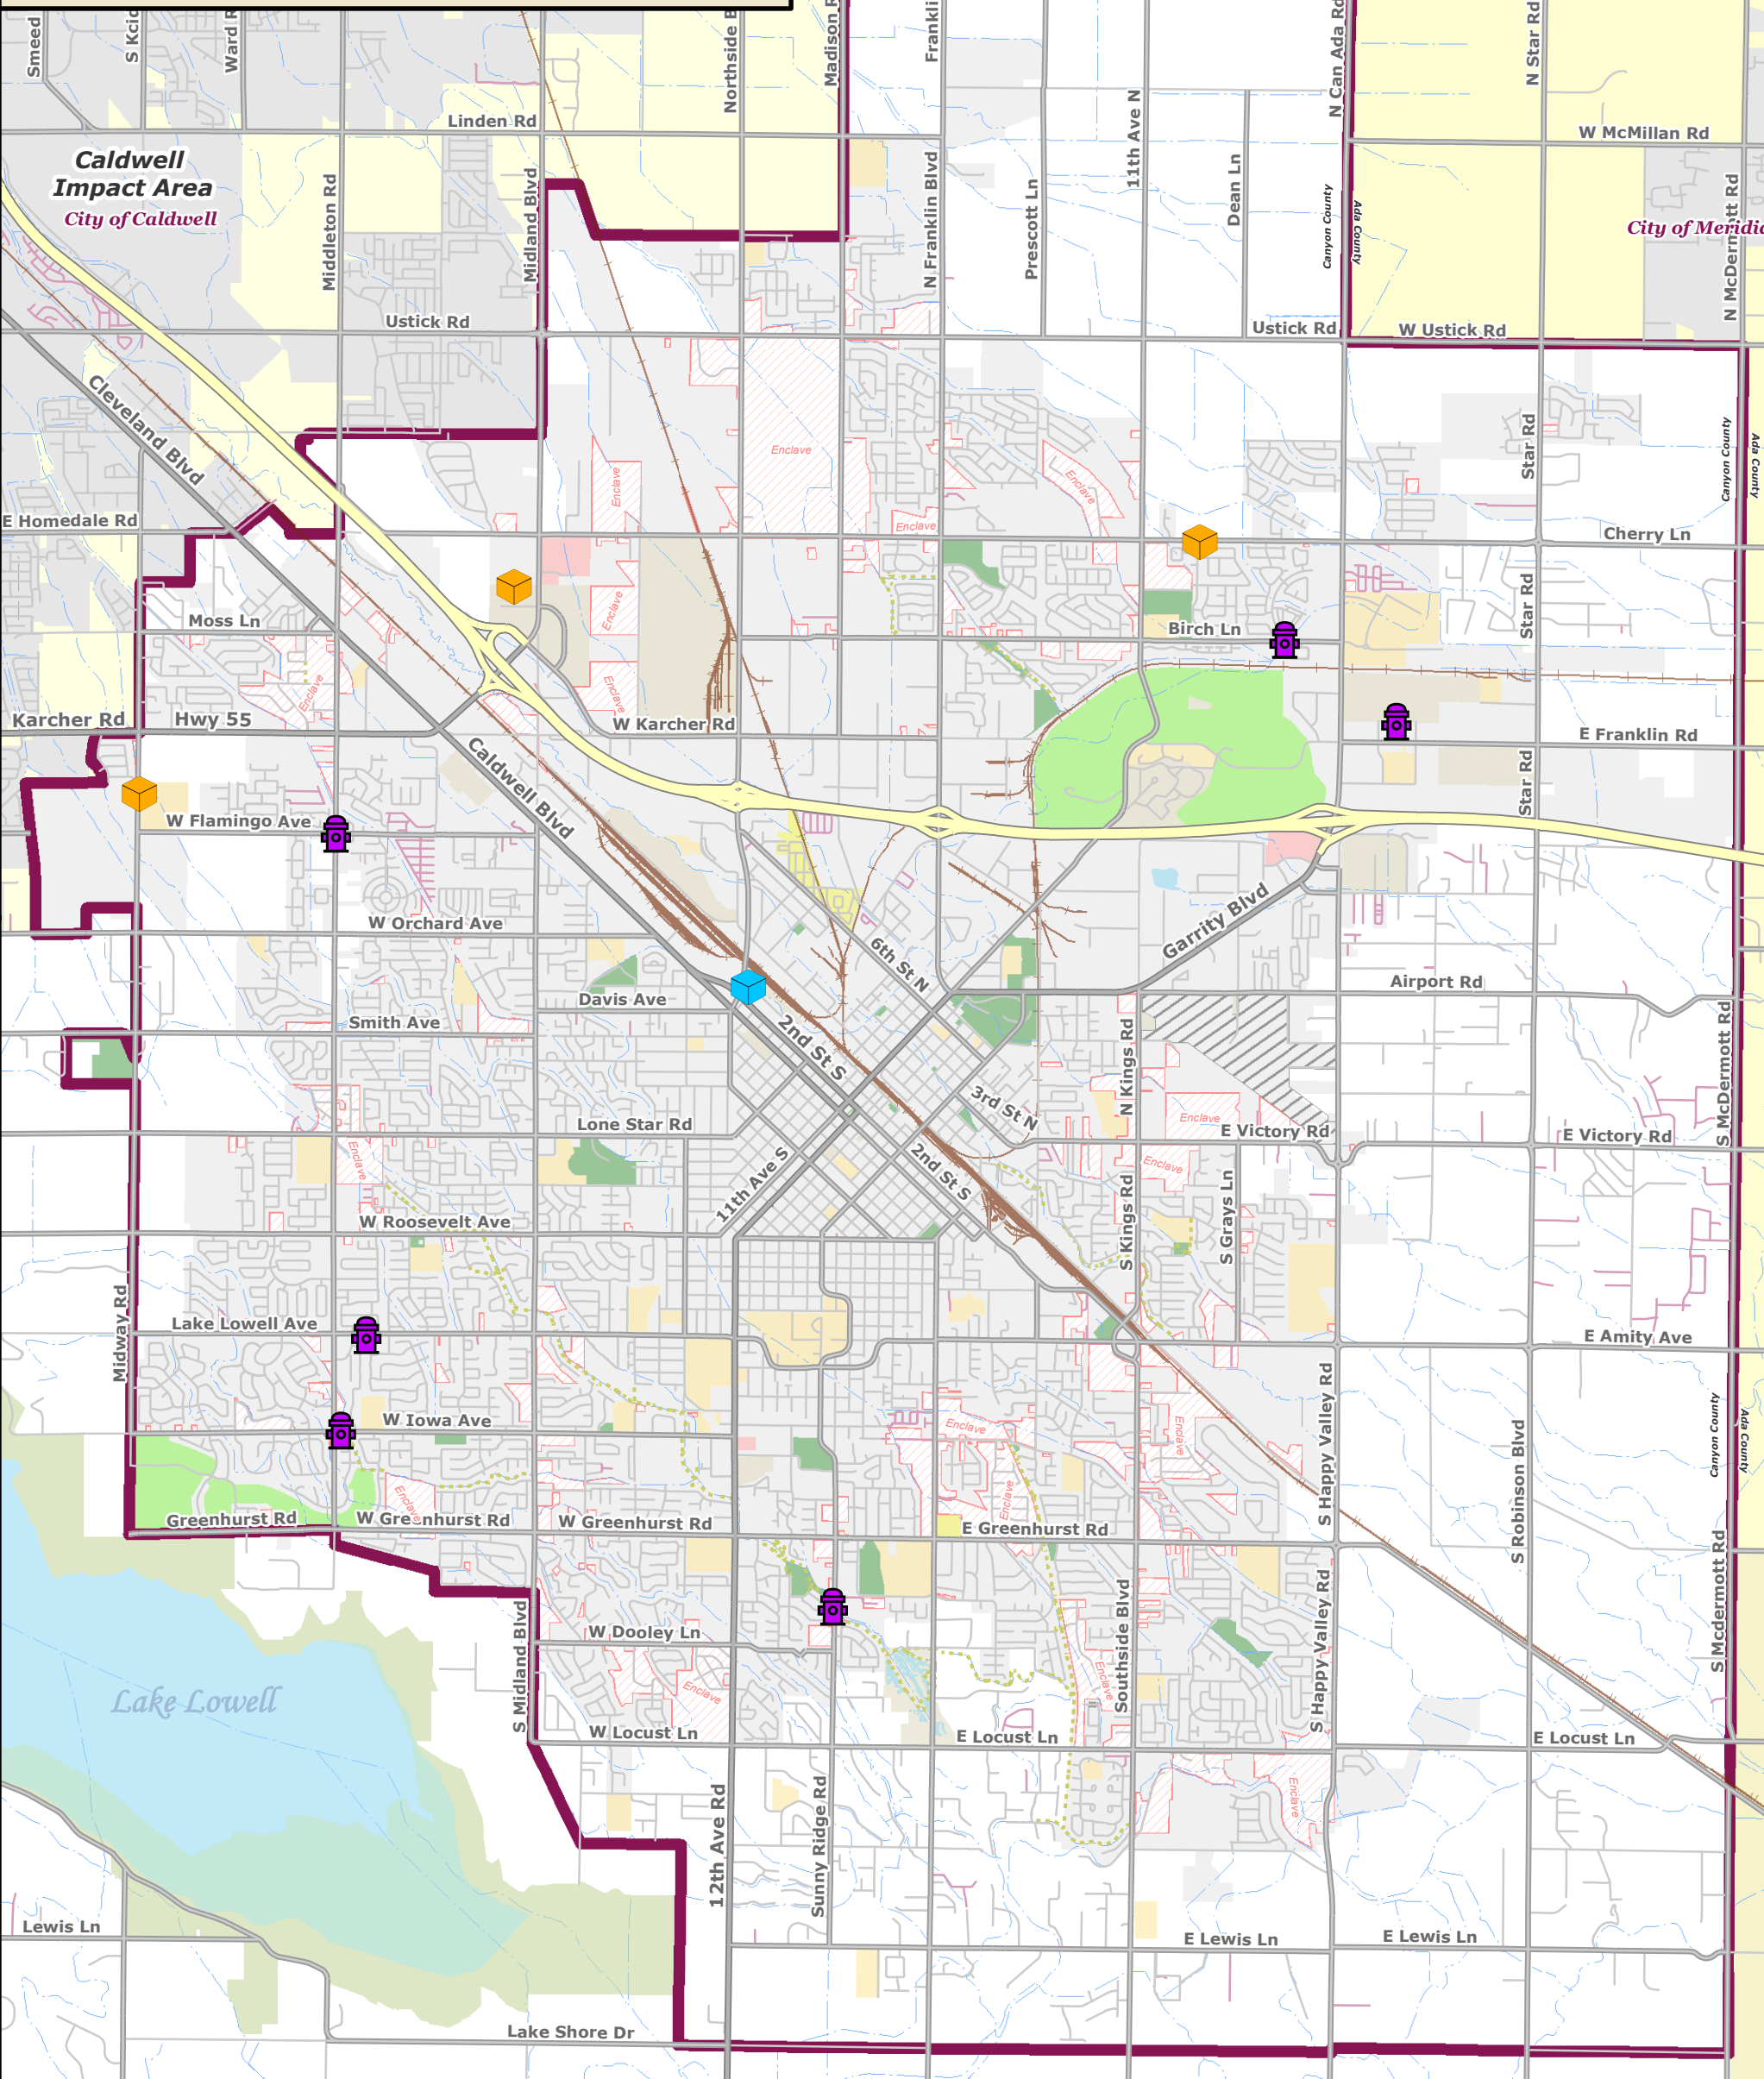 Smeed
S Kcid
Ward R
Northside B
Madison R
Frankli
N Can Ada Rd
N Star Rd
Linden Rd
11th Ave N
W McMillan Rd
Caldwell
Impact Area
City of Caldwell
Middleton Rd
Midland Blvd
N Franklin Blvd
Prescott Ln
Dean Ln
Canyon County
Ada County
N McDermott Rd
City of Meridia
Ustick Rd
Ustick Rd
W Ustick Rd
Cleveland Blvd
Enclave
Enclave
Enclave
Enclave
Star Rd
Canyon County
Ada County
E Homedale Rd
Cherry Ln
Moss Ln
Enclave
Birch Ln
Star Rd
Enclave
Enclave
Karcher Rd
Hwy 55
W Karcher Rd
E Franklin Rd
Caldwell Blvd
Star Rd
W Flamingo Ave
W Orchard Ave
6th St N
Garrity Blvd
Airport Rd
Davis Ave
Smith Ave
2nd St S
N Kings Rd
S McDermott Rd
3rd St N
Enclave
Lone Star Rd
E Victory Rd
E Victory Rd
Enclave
11th Ave S
2nd St S
Enclave
S Kings Rd
S Grays Ln
W Roosevelt Ave
Midway Rd
Lake Lowell Ave
E Amity Ave
S Happy Valley Rd
Canyon County
Ada County
W Iowa Ave
Enclave
Enclave
S Robinson Blvd
Enclave
Enclave
Greenhurst Rd
W Greenhurst Rd
W Greenhurst Rd
E Greenhurst Rd
S Mcdermott Rd
S Midland Blvd
W Dooley Ln
Southside Blvd
S Happy Valley Rd
Enclave
Enclave
Lake Lowell
W Locust Ln
E Locust Ln
E Locust Ln
12th Ave Rd
Sunny Ridge Rd
Enclave
Lewis Ln
E Lewis Ln
E Lewis Ln
Lake Shore Dr